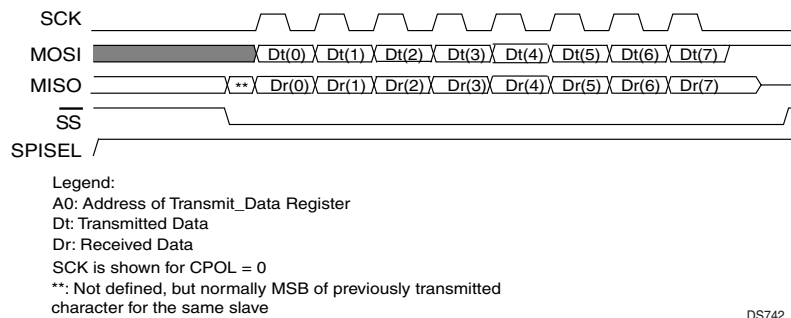 SCK
MOSI Dt(0) Dt(1) Dt(2) Dt(3) Dt(4) Dt(5) Dt(6) Dt(7)
MISO ** Dr(0) Dr(1) Dr(2) Dr(3) Dr(4) Dr(5) Dr(6) Dr(7)
SS
SPISEL
Legend:
A0: Address of Transmit_Data Register
Dt: Transmitted Data
Dr: Received Data
SCK is shown for CPOL = 0
**: Not defined, but normally MSB of previously transmitted
character for the same slave
DS742